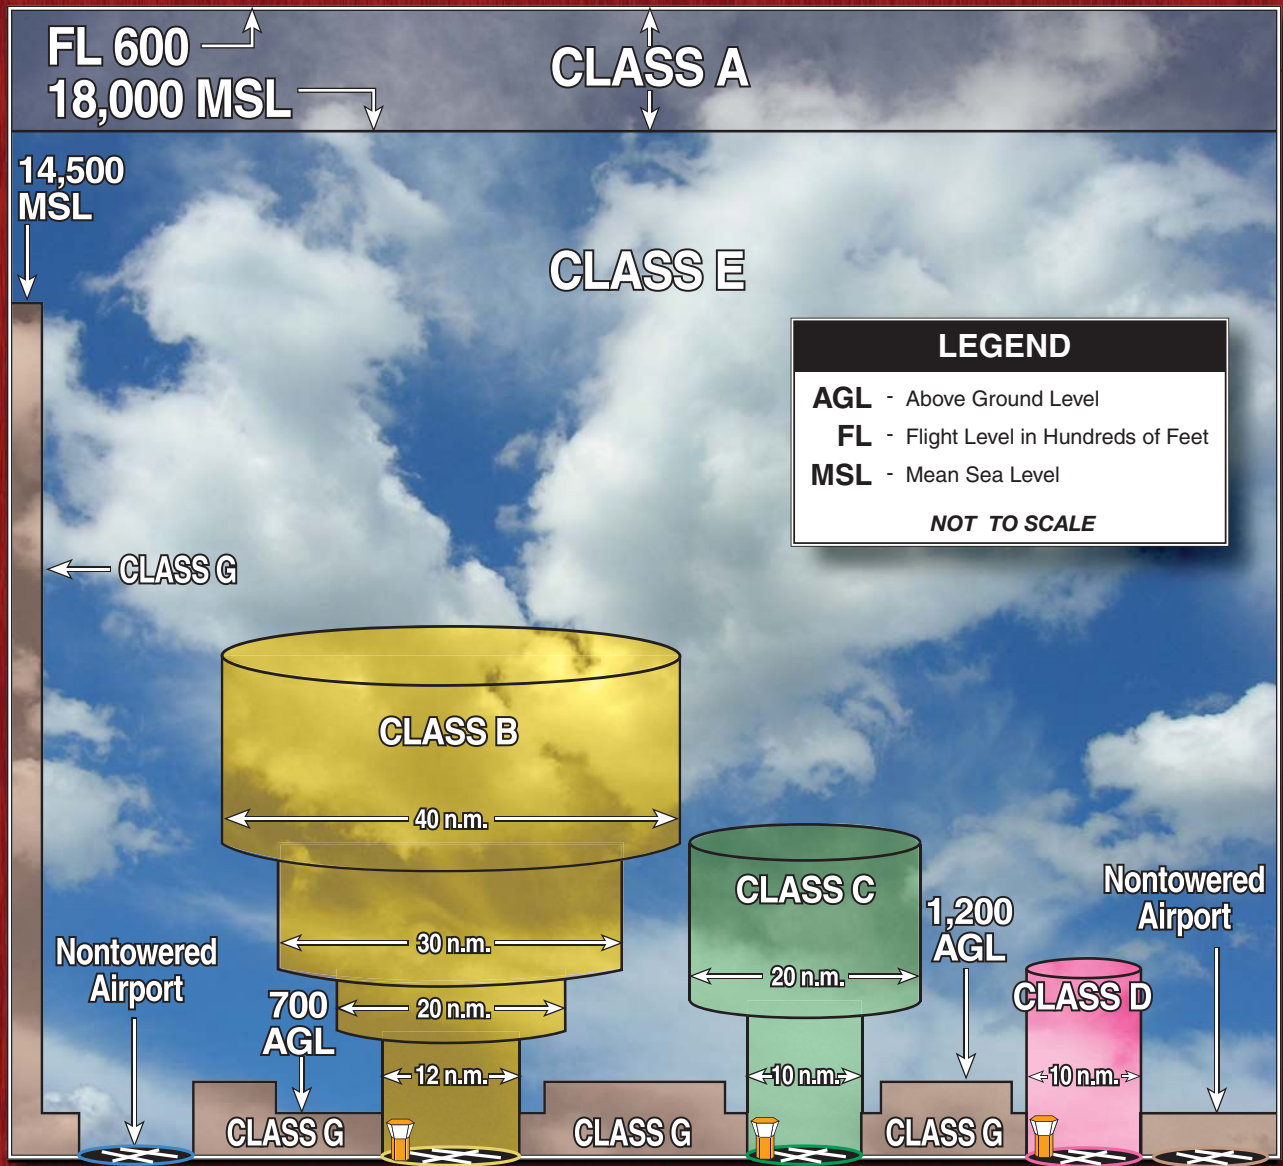 FL 600
18,000 MSL
CLASS A
14,500
MSL
CLASS E
LEGEND
AGL - Above Ground Level
FL - Flight Level in Hundreds of Feet
MSL - Mean Sea Level
NOT TO SCALE
CLASS G
CLASS B
40 n.m.
30 n.m.
20 n.m.
12 n.m.
CLASS C
20 n.m.
10 n.m.
1,200
AGL
Nontowered
Airport
CLASS D
10 n.m.
Nontowered
Airport
700
AGL
CLASS G
CLASS G
CLASS G